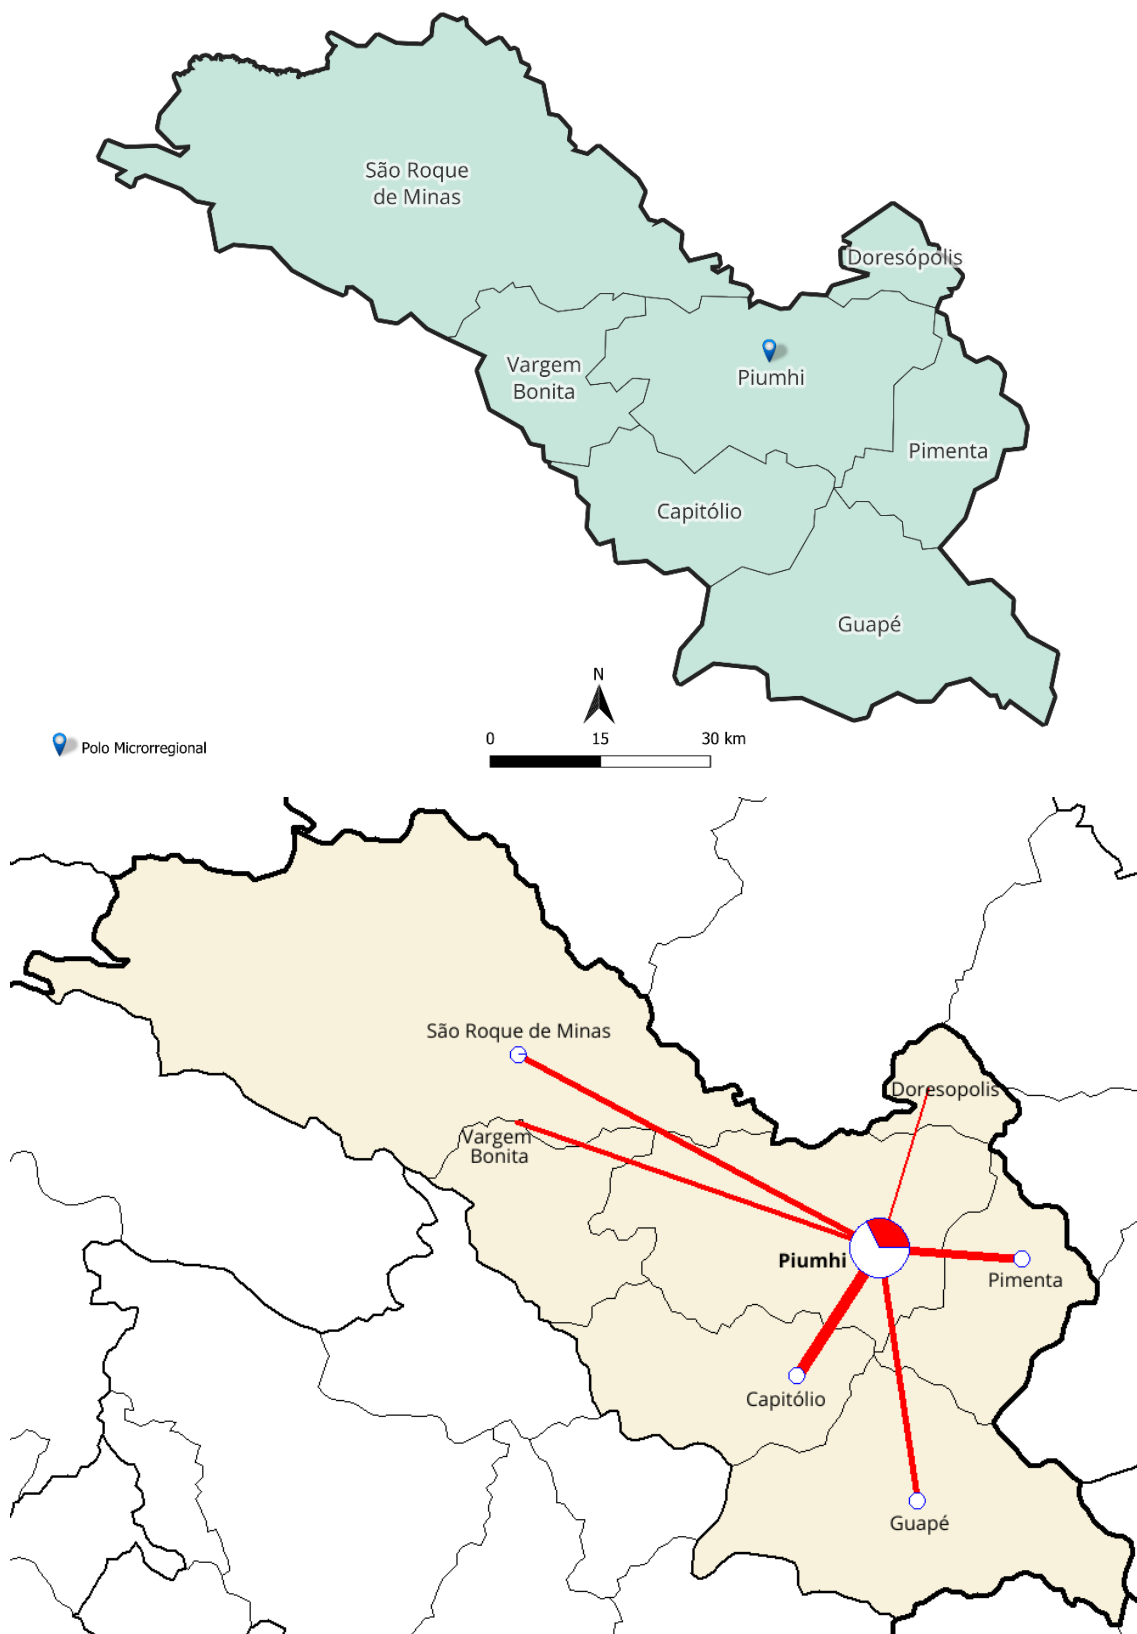 São Roque
de Minas
Doresópolis
Vargem
Bonita
Piumhi
Pimenta
Capitólio
Guapé
N
0 15 30 km
Polo Microrregional
São Roque de Minas
Doresopolis
Vargem
Bonita
Piumhi
Pimenta
Capitólio
Guapé